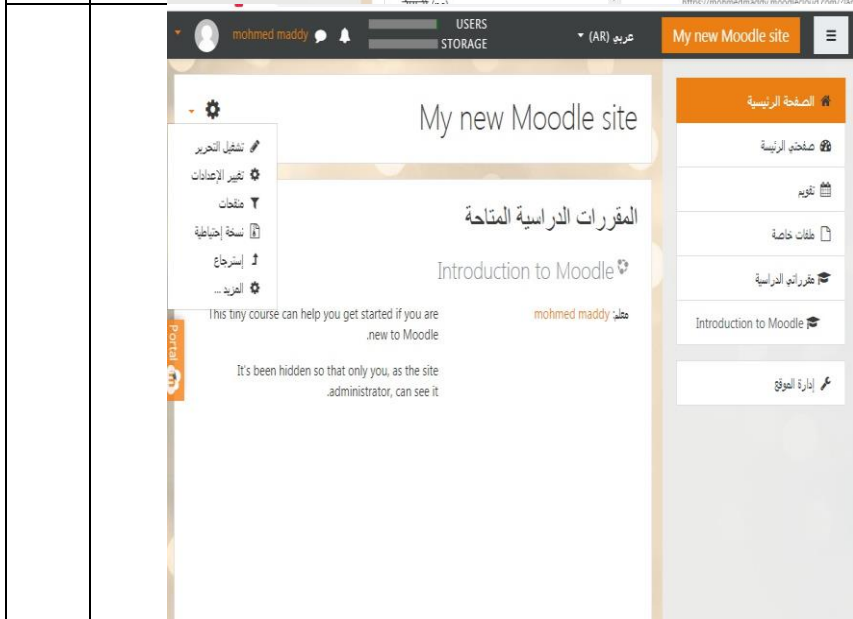 My new Moodle site
عربي (AR)
USERS
STORAGE
mohmed maddy
الصفحة الرئيسية
صفحتي الرئيسة
تقويم
ملفات خاصة
مقرراتي الدراسية
Introduction to Moodle
إدارة الموقع
My new Moodle site
تشغيل التحرير
تغيير الإعدادات
منقحات
نسخة إحتياطية
إسترجاع
المزيد ...
المقررات الدراسية المتاحة
Introduction to Moodle
معلم: mohmed maddy
This tiny course can help you get started if you are
.new to Moodle
It's been hidden so that only you, as the site
.administrator, can see it
Portal